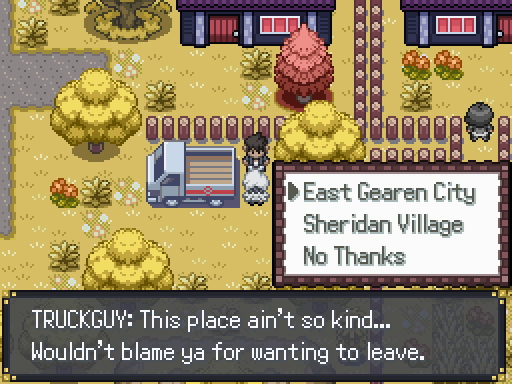 East Gearen City
Sheridan Village
No Thanks
TRUCKGUY: This place ain't so kind...
Wouldn't blame ya for wanting to leave.